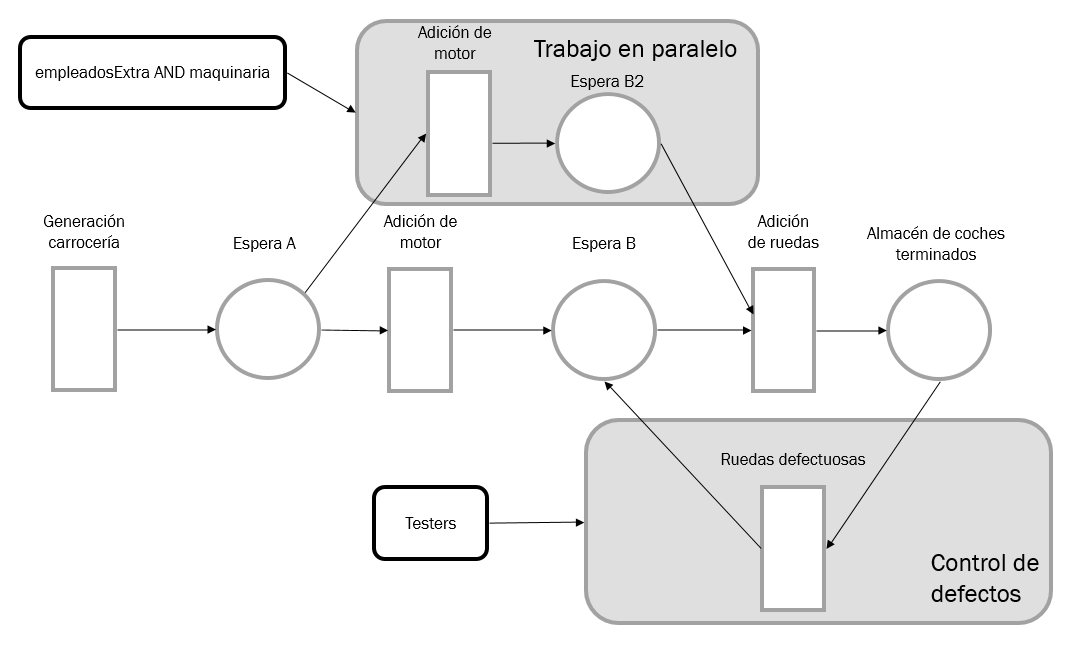 Adición de
motor
Trabajo en paralelo
empleadosExtra AND maquinaria
Espera B2
Generación
carrocería
Espera A
Adición de
motor
Espera B
Adición
de ruedas
Almacén de coches
terminados
Ruedas defectuosas
Testers
Control de
defectos